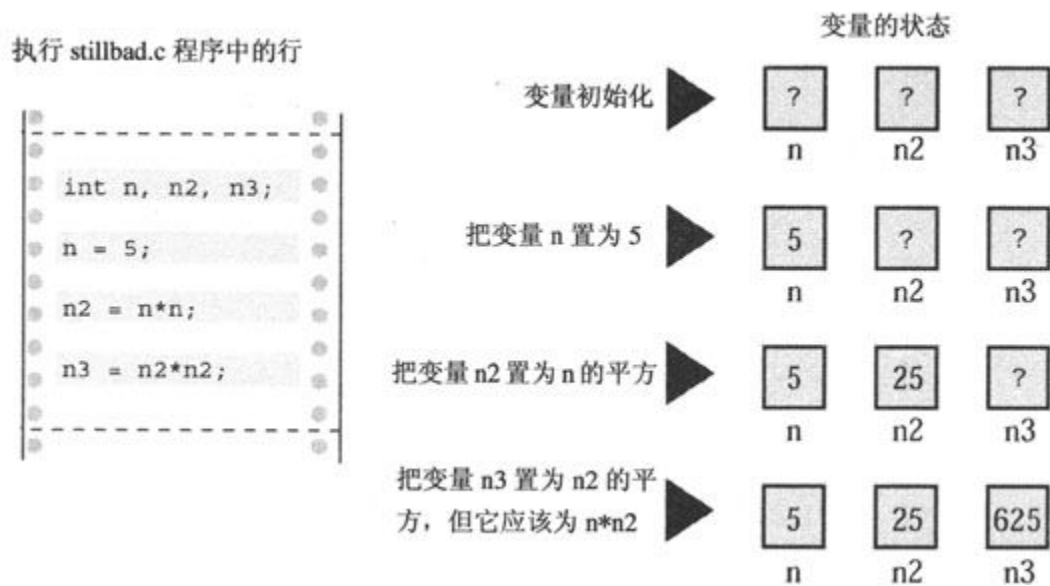 执行 stillbad.c 程序中的行
int n, n2, n3;
n = 5;
n2 = n*n;
n3 = n2*n2;
变量的状态
变量初始化
? ? ?
n n2 n3
把变量 n 置为 5
5 ? ?
n n2 n3
把变量 n2 置为 n 的平方
5 25 ?
n n2 n3
把变量 n3 置为 n2 的平
方，但它应该为 n*n2
5 25 625
n n2 n3